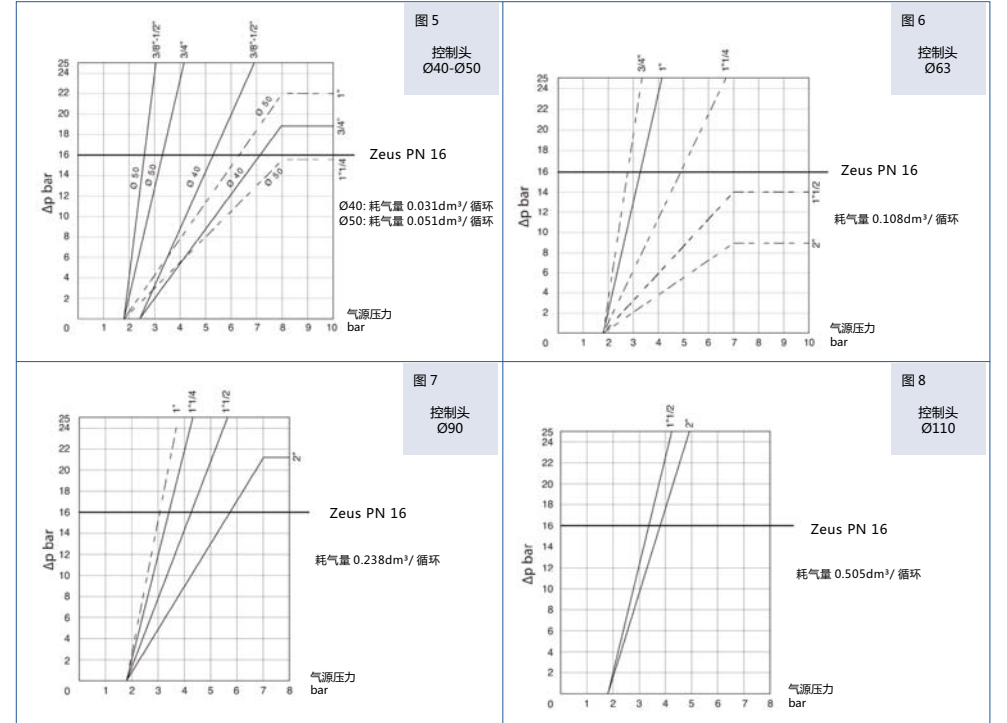 图 5
控制头
Ø40-Ø50
3/8"-1/2"
3/4"
3/8"-1/2"
25
24
22
20
18
16
14
12
10
8
6
4
2
0
Δp bar
Ø 50
Ø 50
Ø 40
Ø 40
Ø 50
Ø 50
1"
3/4"
1"1/4
Zeus PN 16
Ø40: 耗气量 0.031dm³/ 循环
Ø50: 耗气量 0.051dm³/ 循环
1 2 3 4 5 6 7 8 9 10
气源压力
bar
图 6
控制头
Ø63
3/4"
1"
1"1/4
25
24
22
20
18
16
14
12
10
8
6
4
2
0
Δp bar
Zeus PN 16
1"1/2
2"
耗气量 0.108dm³/ 循环
1 2 3 4 5 6 7 8 9 10
气源压力
bar
图 7
控制头
Ø90
1"
1"1/4
1"1/2
25
24
22
20
18
16
14
12
10
8
6
4
2
0
Δp bar
2"
Zeus PN 16
耗气量 0.238dm³/ 循环
1 2 3 4 5 6 7 8
气源压力
bar
图 8
控制头
Ø110
1"1/2
2"
25
24
22
20
18
16
14
12
10
8
6
4
2
0
Δp bar
Zeus PN 16
耗气量 0.505dm³/ 循环
1 2 3 4 5 6 7 8
气源压力
bar